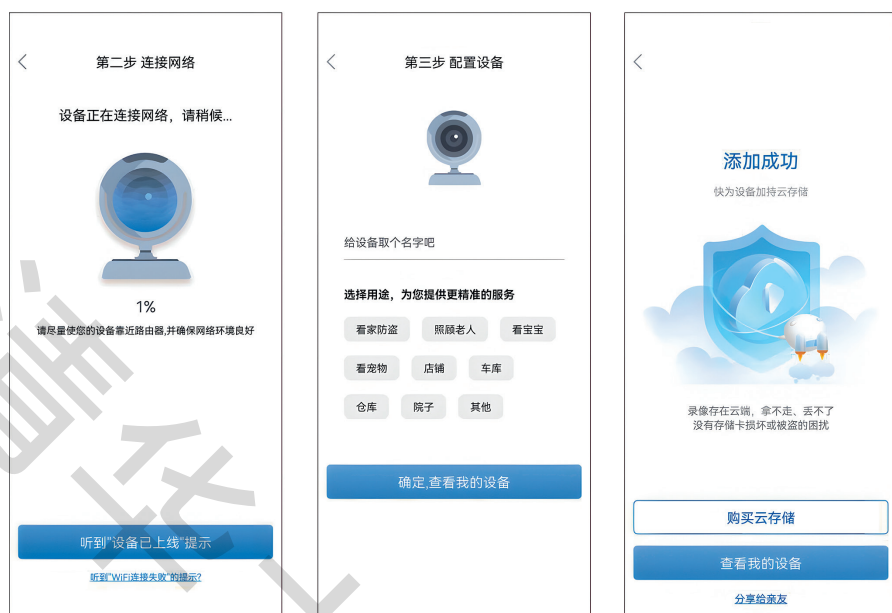 第二步 连接网络
设备正在连接网络，请稍候...
1%
请尽量使您的设备靠近路由器,并确保网络环境良好
听到"设备已上线"提示
听到"WiFi连接失败"的提示?
第三步 配置设备
给设备取个名字吧
选择用途，为您提供更精准的服务
看家防盗 照顾老人 看宝宝
看宠物 店铺 车库
仓库 院子 其他
确定,查看我的设备
添加成功
快为设备加持云存储
录像存在云端，拿不走、丢不了
没有存储卡损坏或被盗的困扰
购买云存储
查看我的设备
分享给亲友
清华